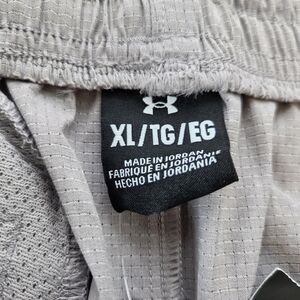 XL/TG/EG
MADE IN JORDAN
FABRIQUÉ EN JORDANIE
HECHO EN JORDANIA